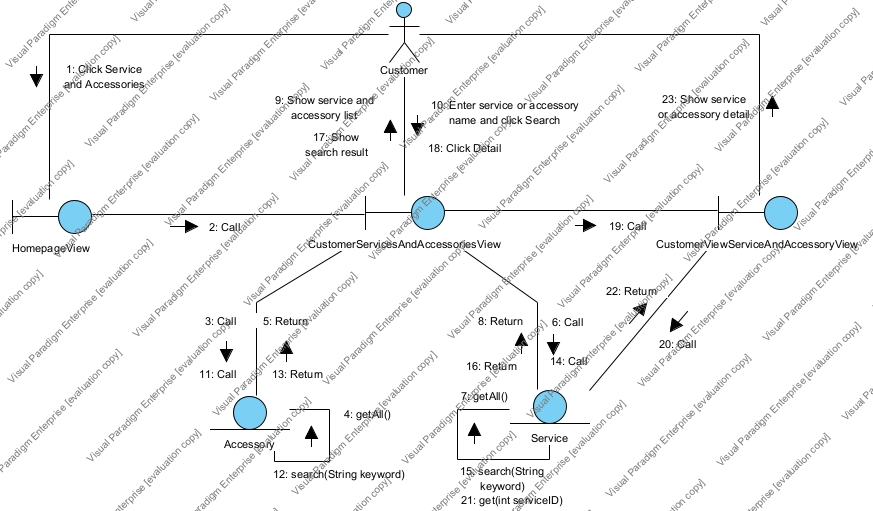 Customer
1: Click Service
and Accessories
9: Show service and
accessory list
10: Enter service or accessory
name and click Search
23: Show service
or accessory detail
17: Show
search result
18: Click Detail
2: Call
19: Call
HomepageView
CustomerServicesAndAccessoriesView
CustomerViewServiceAndAccessoryView
22: Return
3: Call
5: Return
8: Return
6: Call
20: Call
11: Call
13: Return
16: Return
14: Call
7: getAll()
4: getAll()
Accessory
Service
12: search(String keyword)
15: search(String
keyword)
21: get(int serviceID)
Visual Paradigm Enterprise [evaluation copy]